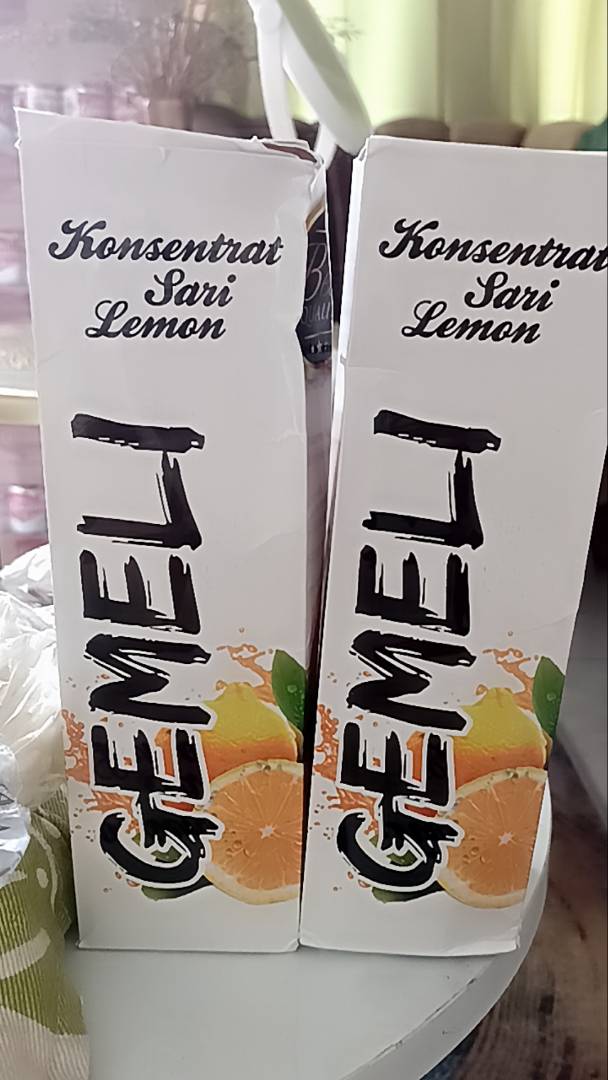 Konsentrat
Sari
Lemon
GEMELI
Konsentrat
Sari
Lemon
GEMELI